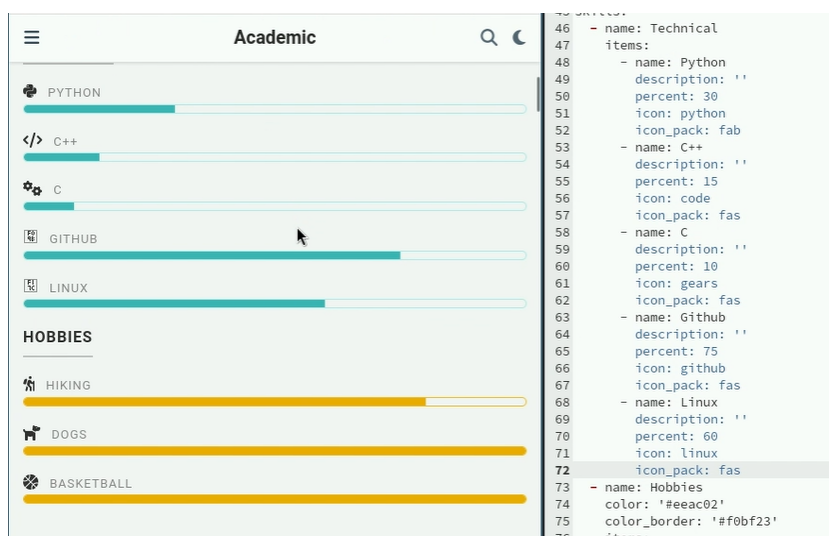 Academic
PYTHON
C++
C
GITHUB
LINUX
HOBBIES
HIKING
DOGS
BASKETBALL
46 - name: Technical
47 items:
48 - name: Python
49 description: ''
50 percent: 30
51 icon: python
52 icon_pack: fab
53 - name: C++
54 description: ''
55 percent: 15
56 icon: code
57 icon_pack: fas
58 - name: C
59 description: ''
60 percent: 10
61 icon: gears
62 icon_pack: fas
63 - name: Github
64 description: ''
65 percent: 75
66 icon: github
67 icon_pack: fas
68 - name: Linux
69 description: ''
70 percent: 60
71 icon: linux
72 icon_pack: fas
73 - name: Hobbies
74 color: '#eeac02'
75 color_border: '#f0bf23'